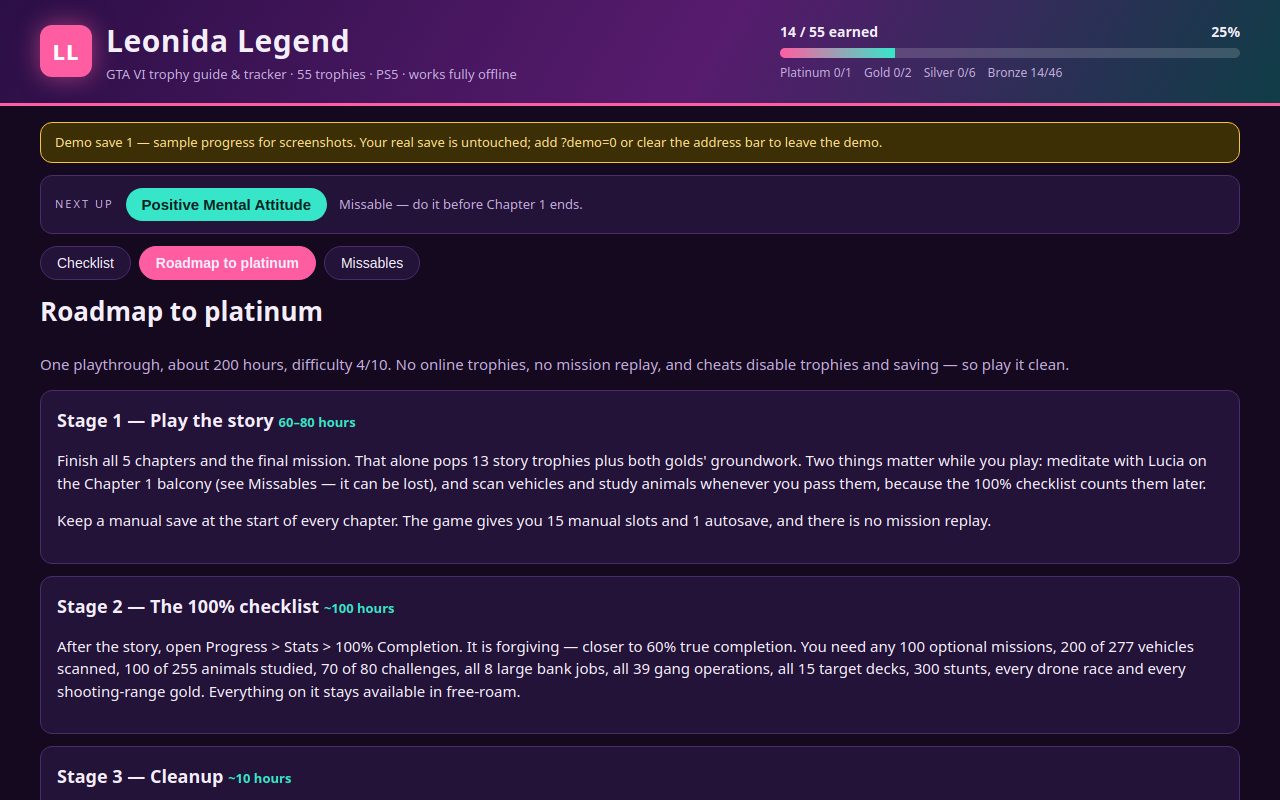 LL
Leonida Legend
GTA VI trophy guide & tracker · 55 trophies · PS5 · works fully offline
14 / 55 earned
25%
Platinum 0/1 Gold 0/2 Silver 0/6 Bronze 14/46
Demo save 1 — sample progress for screenshots. Your real save is untouched; add ?demo=0 or clear the address bar to leave the demo.
NEXT UP
Positive Mental Attitude
Missable — do it before Chapter 1 ends.
Checklist
Roadmap to platinum
Missables
Roadmap to platinum
One playthrough, about 200 hours, difficulty 4/10. No online trophies, no mission replay, and cheats disable trophies and saving — so play it clean.
Stage 1 — Play the story 60–80 hours
Finish all 5 chapters and the final mission. That alone pops 13 story trophies plus both golds' groundwork. Two things matter while you play: meditate with Lucia on
the Chapter 1 balcony (see Missables — it can be lost), and scan vehicles and study animals whenever you pass them, because the 100% checklist counts them later.
Keep a manual save at the start of every chapter. The game gives you 15 manual slots and 1 autosave, and there is no mission replay.
Stage 2 — The 100% checklist ~100 hours
After the story, open Progress > Stats > 100% Completion. It is forgiving — closer to 60% true completion. You need any 100 optional missions, 200 of 277 vehicles
scanned, 100 of 255 animals studied, 70 of 80 challenges, all 8 large bank jobs, all 39 gang operations, all 15 target decks, 300 stunts, every drone race and every
shooting-range gold. Everything on it stays available in free-roam.
Stage 3 — Cleanup ~10 hours